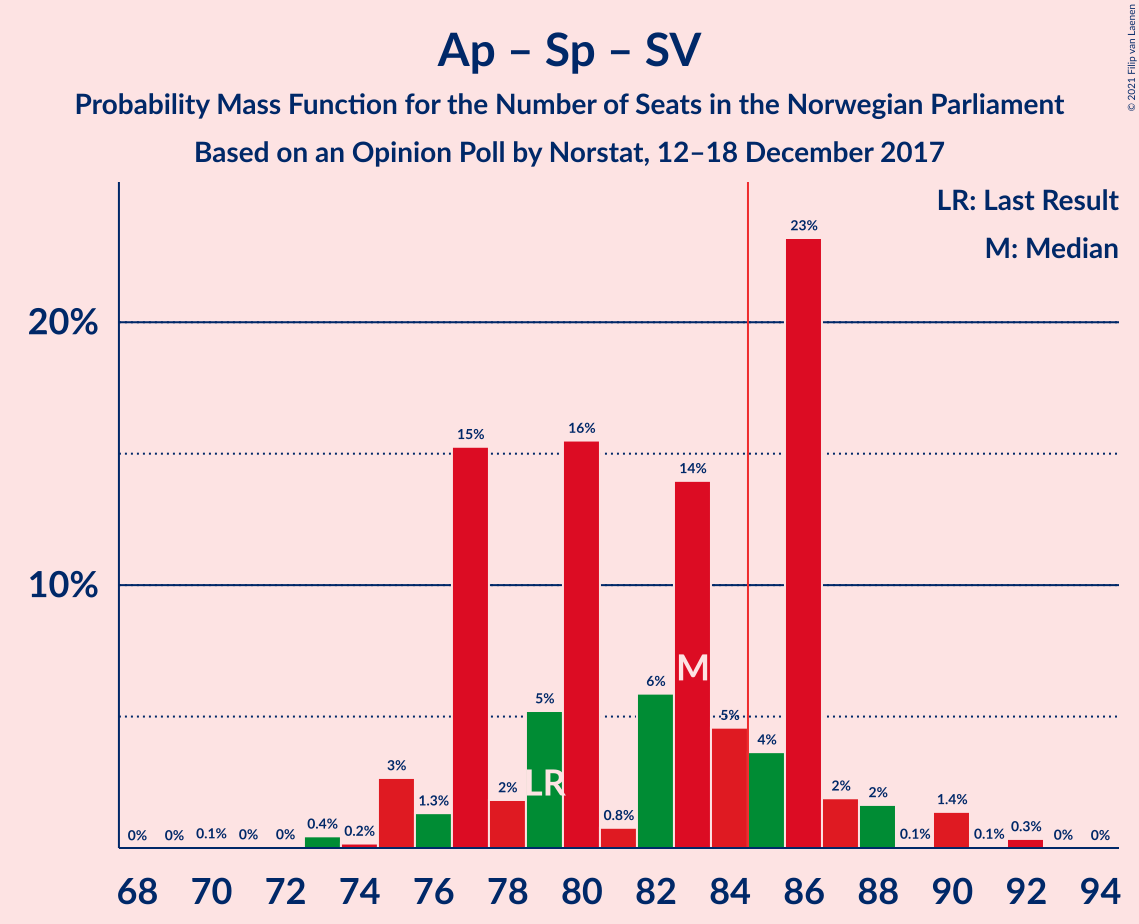 Ap – Sp – SV
Probability Mass Function for the Number of Seats in the Norwegian Parliament
Based on an Opinion Poll by Norstat, 12–18 December 2017
© 2021 Filip van Laenen
LR: Last Result
M: Median
20%
10%
0% 0% 0.1% 0% 0% 0.4% 0.2% 3% 1.3% 15% 2% 5% 16% 0.8% 6% 14% 5% 4% 23% 2% 2% 0.1% 1.4% 0.1% 0.3% 0% 0%
LR M
68 70 72 74 76 78 80 82 84 86 88 90 92 94